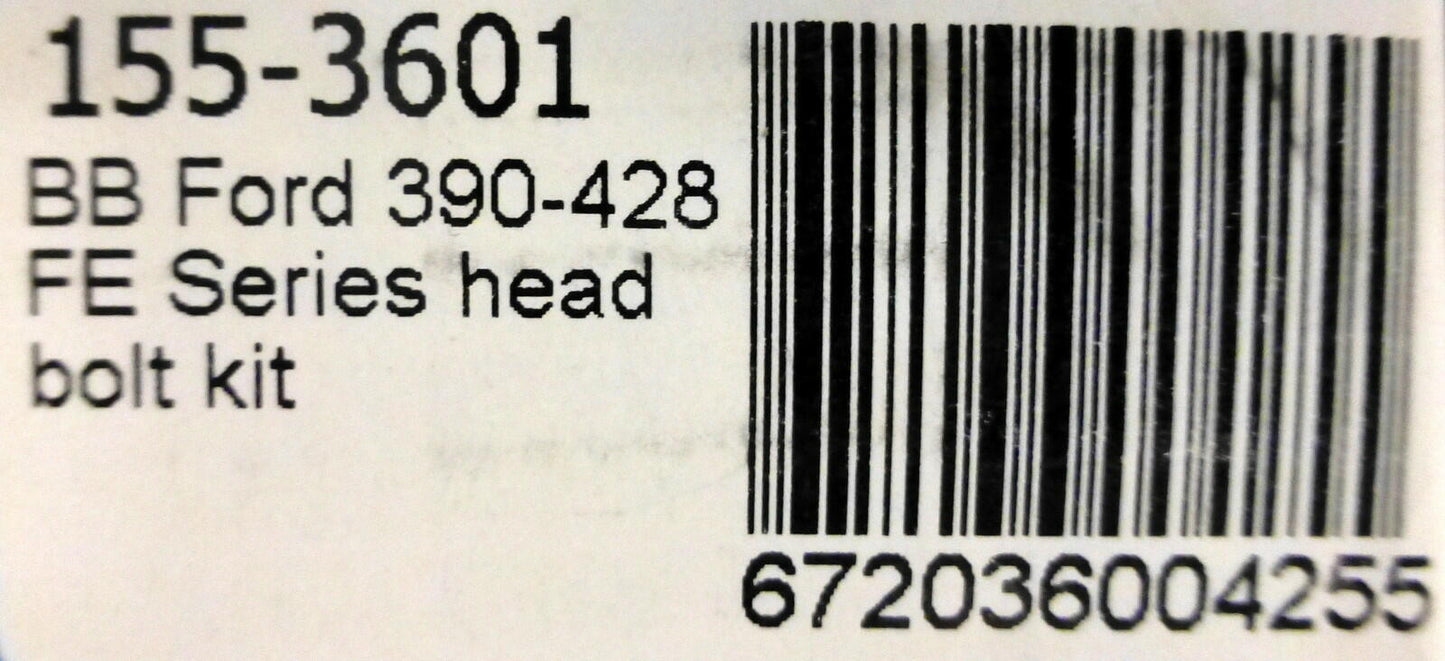 155-3601
BB Ford 390-428
FE Series head
bolt kit
672036004255